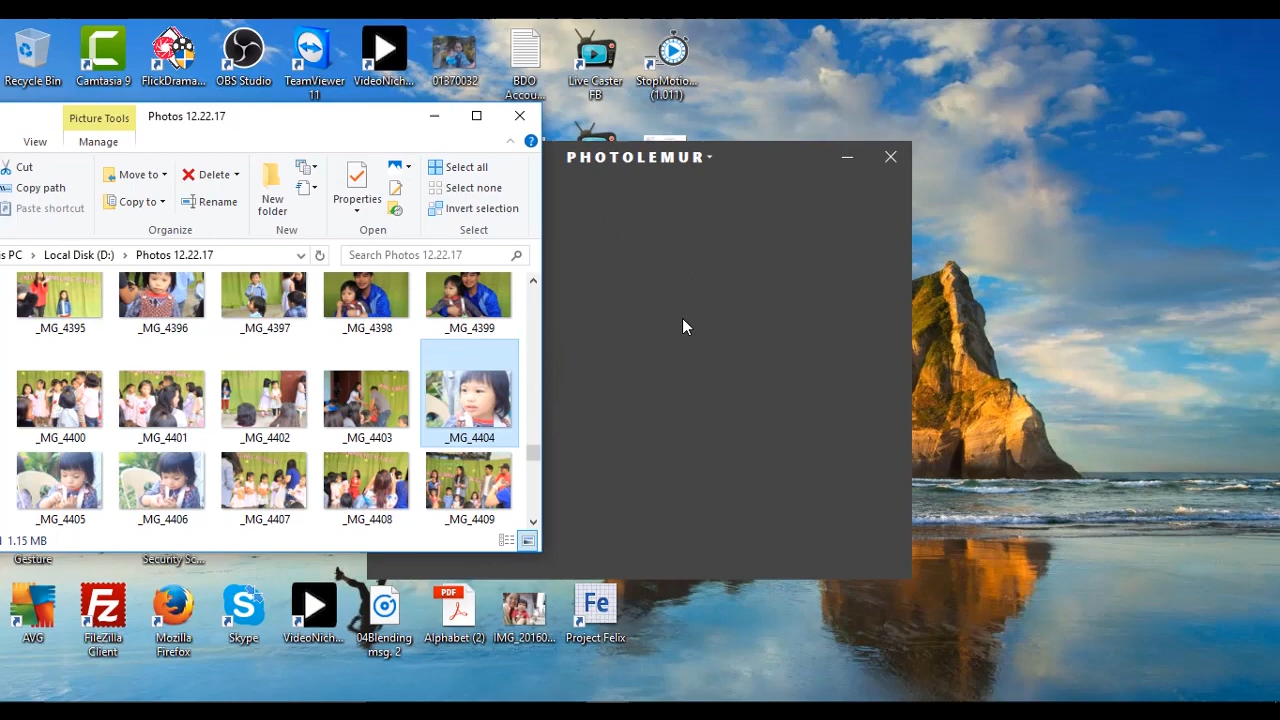 Recycle Bin
Camtasia 9
FlickDrama...
OBS Studio
TeamViewer
11
VideoNich...
01370032
BDO
Accou...
Live Caster
FB
StopMotio...
(1.011)
Picture Tools
Photos 12.22.17
View
Manage
Cut
Copy path
Paste shortcut
Move to
Copy to
Delete
Rename
Organize
New
folder
New
Properties
Open
Select all
Select none
Invert selection
Select
is PC > Local Disk (D:) > Photos 12.22.17
Search Photos 12.22.17
_MG_4395
_MG_4396
_MG_4397
_MG_4398
_MG_4399
_MG_4400
_MG_4401
_MG_4402
_MG_4403
_MG_4404
_MG_4405
_MG_4406
_MG_4407
_MG_4408
_MG_4409
1.15 MB
PHOTOLEMUR
Gesture
Security Sc...
AVG
FileZilla
Client
Mozilla
Firefox
Skype
VideoNich...
04Blending
msg. 2
PDF
Alphabet (2)
IMG_20160...
Fe
Project Felix